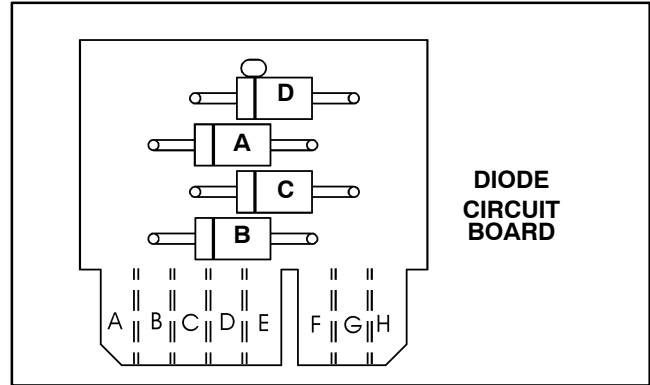 D
A
C
B
DIODE
CIRCUIT
BOARD
A B C D E F G H